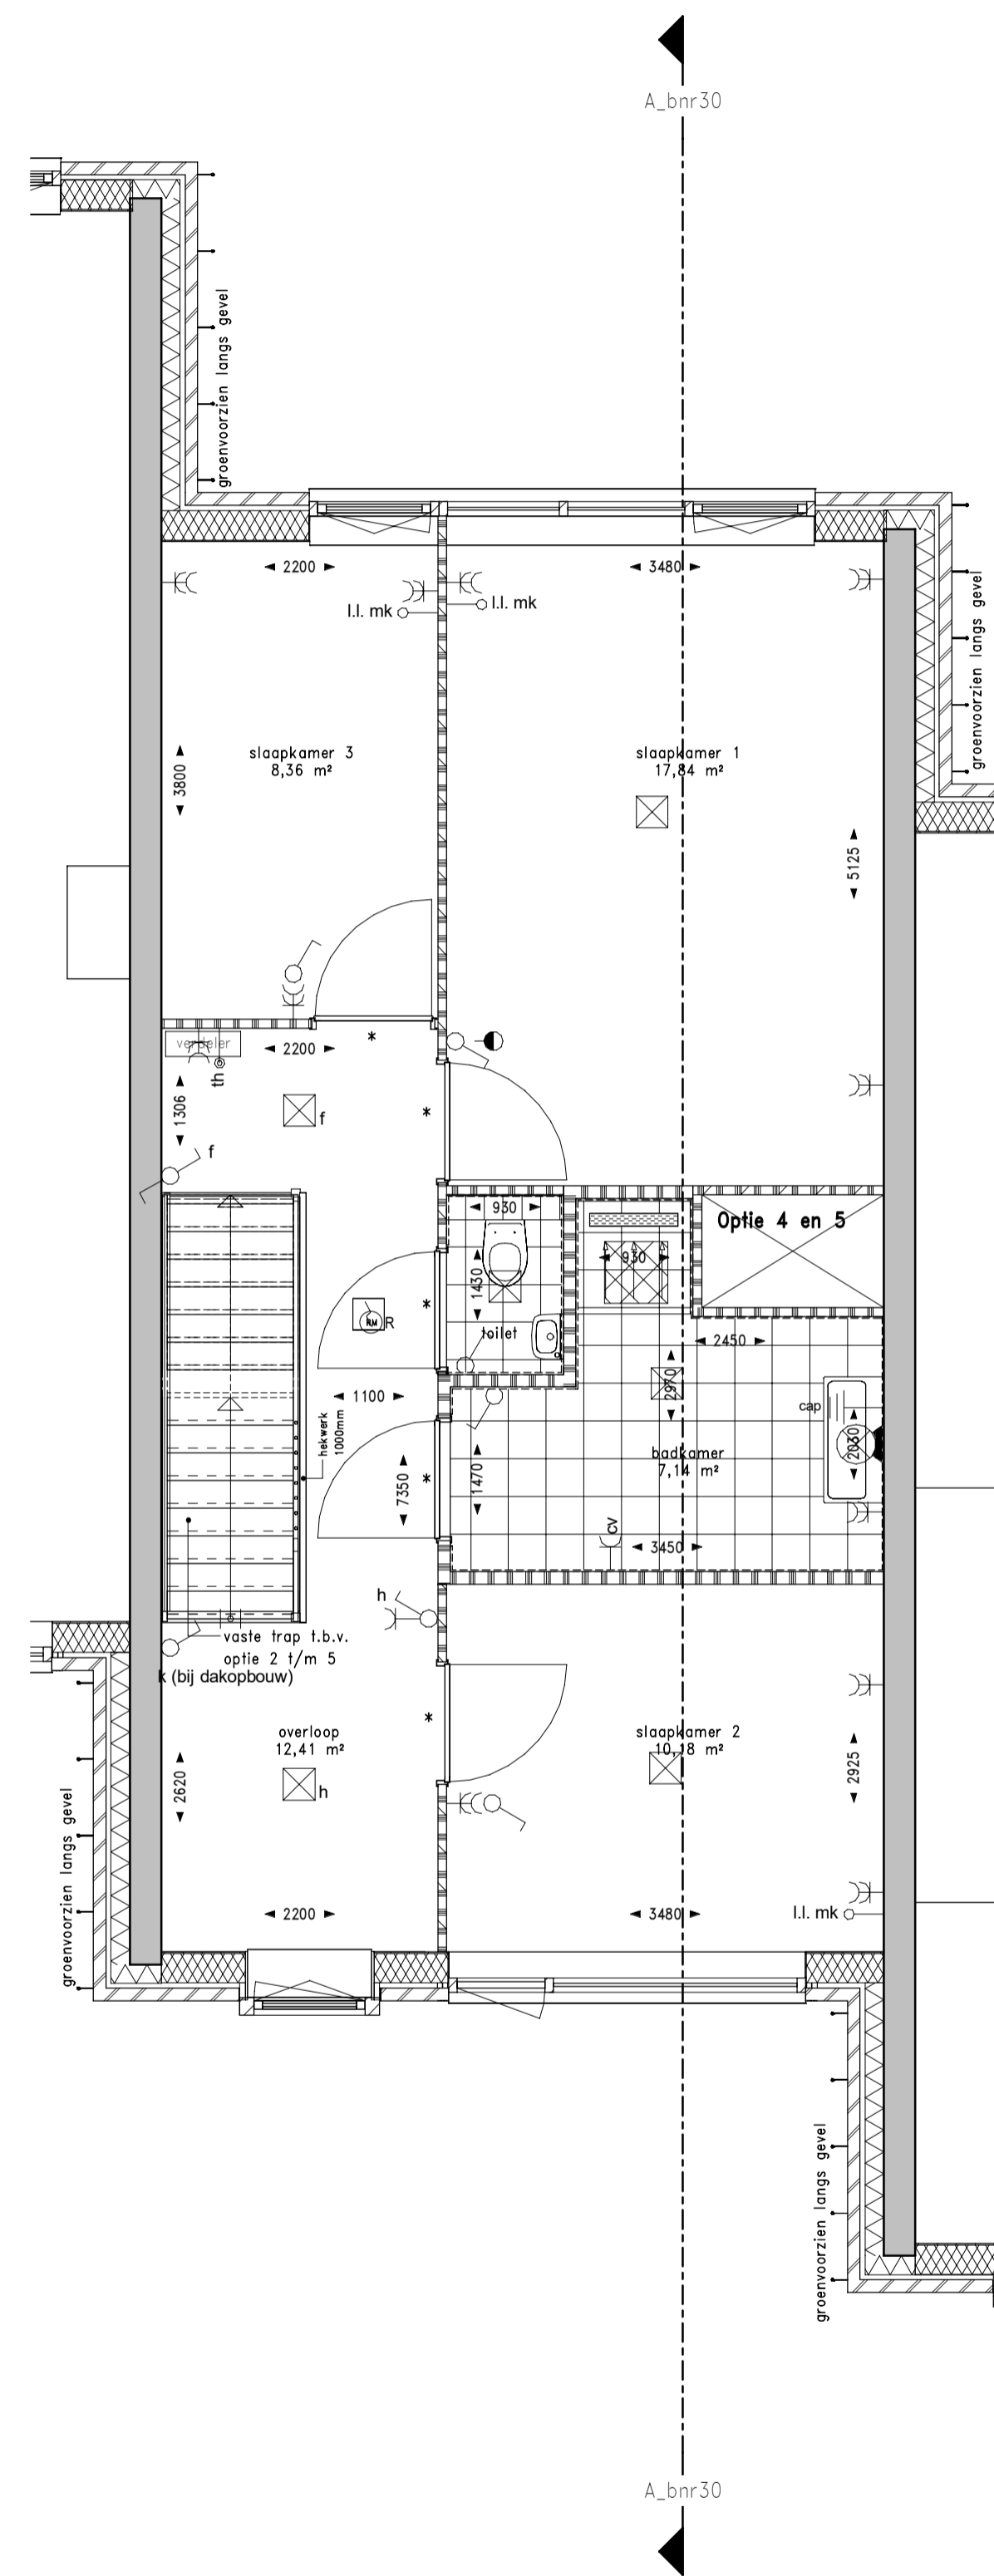 A_bnr30
groenvoorzien langs gevel
2200
3480
l.l. mk
l.l. mk
groenvoorzien langs gevel
slaapkamer 3
8,36 m²
slaapkamer 1
17,84 m²
3800
5125
verdeler
th
2200
*
1306
f
*
f
930
Optie 4 en 5
930
1430
toilet
*
RM
R
2450
2970
1100
hekwerk
1000mm
cap
2030
badkamer
7,14 m²
7350
*
1470
cv
3450
h
vaste trap t.b.v.
optie 2 t/m 5
k (bij dakopbouw)
overloop
12,41 m²
*
slaapkamer 2
10,18 m²
2620
h
2925
groenvoorzien langs gevel
2200
3480
l.l. mk
groenvoorzien langs gevel
A_bnr30